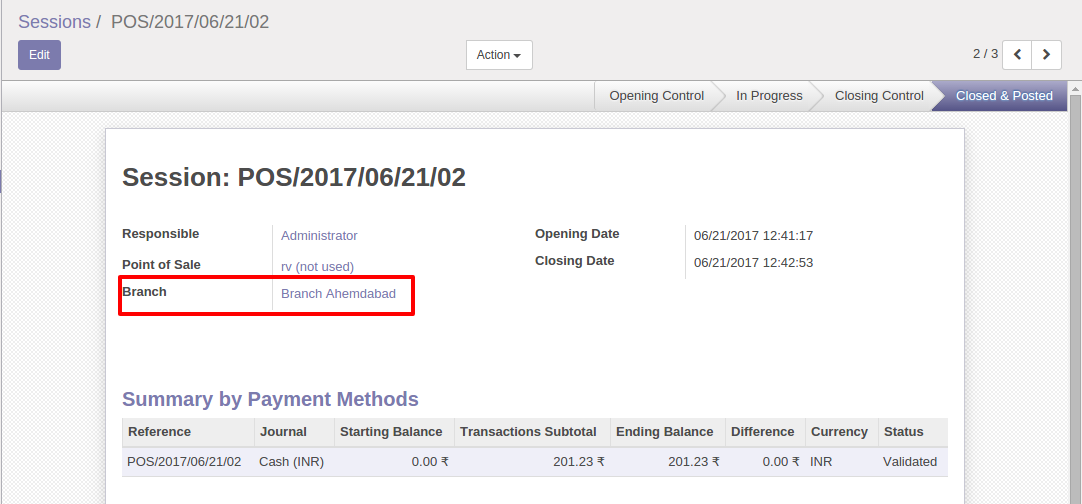 Sessions / POS/2017/06/21/02
Edit
Action
2 / 3
Opening Control
In Progress
Closing Control
Closed & Posted
Session: POS/2017/06/21/02
Responsible Administrator
Opening Date 06/21/2017 12:41:17
Point of Sale rv (not used)
Closing Date 06/21/2017 12:42:53
Branch Branch Ahemdabad
Summary by Payment Methods
Reference Journal Starting Balance Transactions Subtotal Ending Balance Difference Currency Status
POS/2017/06/21/02 Cash (INR) 0.00 ₹ 201.23 ₹ 201.23 ₹ 0.00 ₹ INR Validated